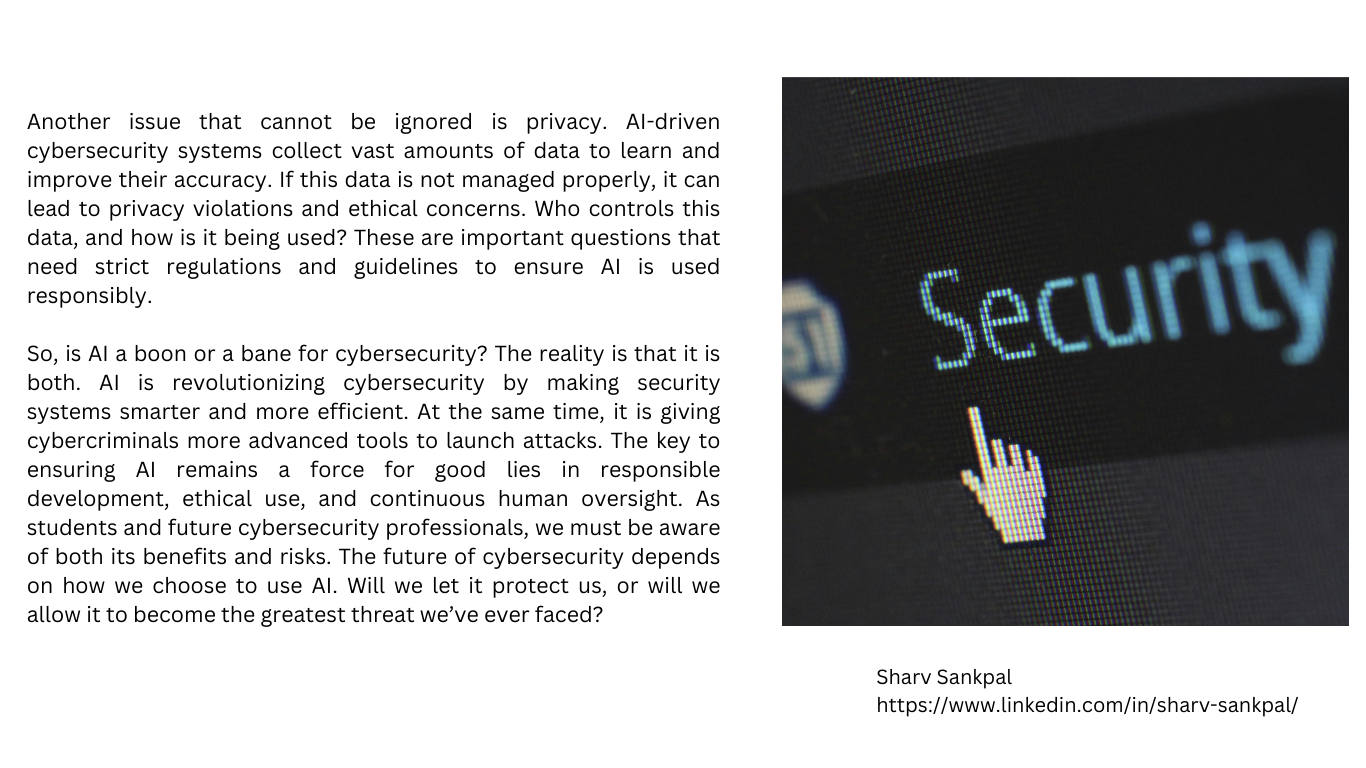 Another issue that cannot be ignored is privacy. AI-driven
cybersecurity systems collect vast amounts of data to learn and
improve their accuracy. If this data is not managed properly, it can
lead to privacy violations and ethical concerns. Who controls this
data, and how is it being used? These are important questions that
need strict regulations and guidelines to ensure AI is used
responsibly.
So, is AI a boon or a bane for cybersecurity? The reality is that it is
both. AI is revolutionizing cybersecurity by making security
systems smarter and more efficient. At the same time, it is giving
cybercriminals more advanced tools to launch attacks. The key to
ensuring AI remains a force for good lies in responsible
development, ethical use, and continuous human oversight. As
students and future cybersecurity professionals, we must be aware
of both its benefits and risks. The future of cybersecurity depends
on how we choose to use AI. Will we let it protect us, or will we
allow it to become the greatest threat we’ve ever faced?
Security
Sharv Sankpal
https://www.linkedin.com/in/sharv-sankpal/